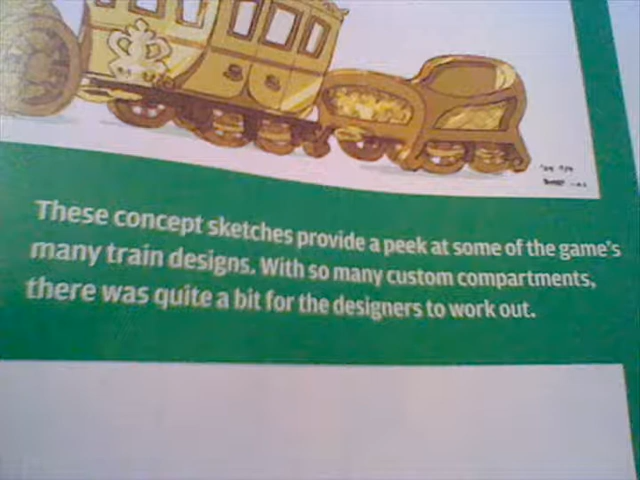 These concept sketches provide a peek at some of the game's
many train designs. With so many custom compartments,
there was quite a bit for the designers to work out.